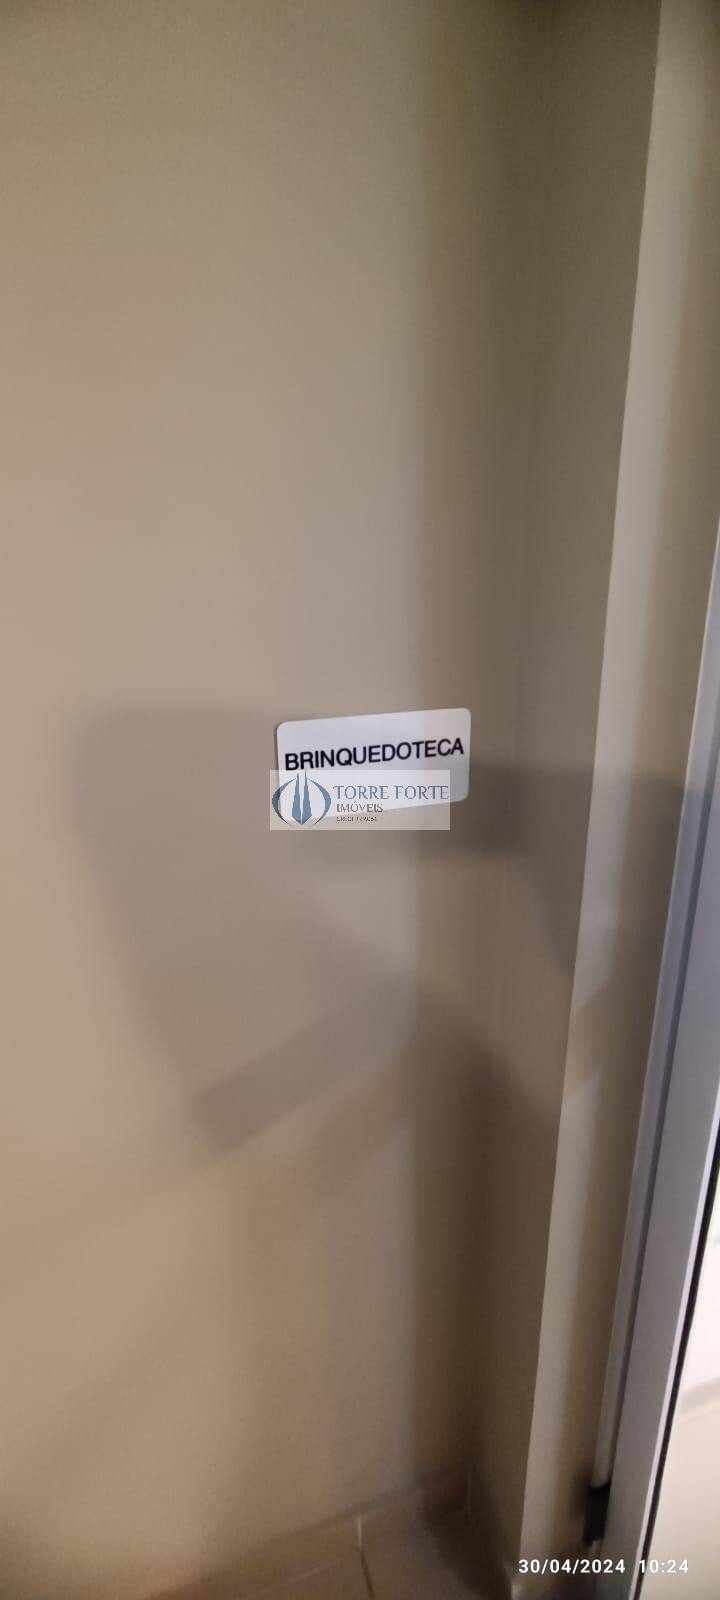 BRINQUEDOTECA
TORRE FORTE
IMÓVEIS
30/04/2024 10:24